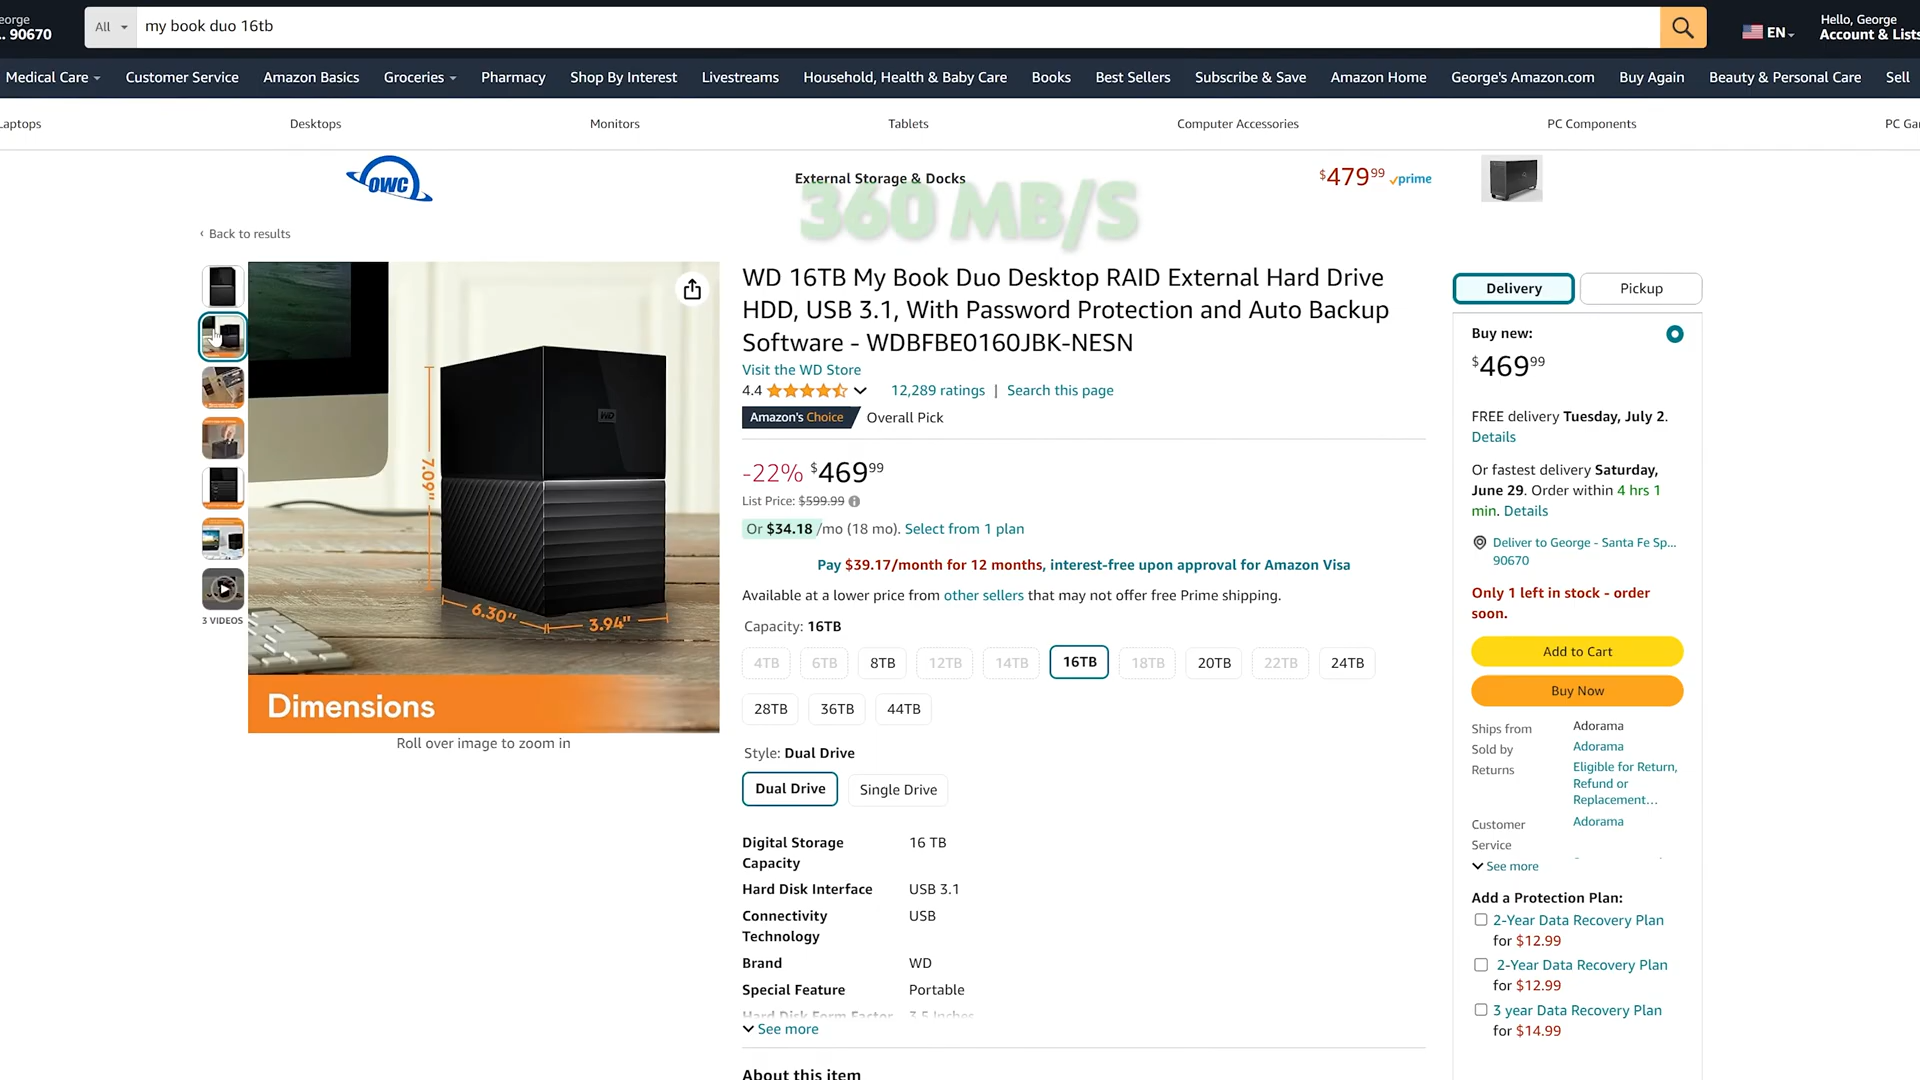 eorge
.. 90670
All
my book duo 16tb
EN
Hello, George
Account & Lists
Medical Care
Customer Service
Amazon Basics
Groceries
Pharmacy
Shop By Interest
Livestreams
Household, Health & Baby Care
Books
Best Sellers
Subscribe & Save
Amazon Home
George's Amazon.com
Buy Again
Beauty & Personal Care
Sell
Laptops
Desktops
Monitors
Tablets
Computer Accessories
PC Components
PC Ga
OWC
External Storage & Docks
$479 99 prime
360 MB/S
‹ Back to results
3 VIDEOS
WD
7.09"
6.30"
3.94"
Dimensions
Roll over image to zoom in
WD 16TB My Book Duo Desktop RAID External Hard Drive
HDD, USB 3.1, With Password Protection and Auto Backup
Software - WDBFBE0160JBK-NESN
Visit the WD Store
4.4
12,289 ratings | Search this page
Amazon's Choice Overall Pick
-22% $469 99
List Price: $599.99
Or $34.18 /mo (18 mo). Select from 1 plan
Pay $39.17/month for 12 months, interest-free upon approval for Amazon Visa
Available at a lower price from other sellers that may not offer free Prime shipping.
Capacity: 16TB
4TB 6TB 8TB 12TB 14TB 16TB 18TB 20TB 22TB 24TB
28TB 36TB 44TB
Style: Dual Drive
Dual Drive Single Drive
Digital Storage 16 TB
Capacity
Hard Disk Interface USB 3.1
Connectivity USB
Technology
Brand WD
Special Feature Portable
Hard Disk Form Factor 3.5 Inches
See more
About this item
Delivery
Pickup
Buy new:
$469 99
FREE delivery Tuesday, July 2.
Details
Or fastest delivery Saturday,
June 29. Order within 4 hrs 1
min. Details
Deliver to George - Santa Fe Sp...
90670
Only 1 left in stock - order
soon.
Add to Cart
Buy Now
Ships from Adorama
Sold by Adorama
Returns Eligible for Return,
Refund or
Replacement...
Customer Adorama
Service
See more
Add a Protection Plan:
2-Year Data Recovery Plan
for $12.99
2-Year Data Recovery Plan
for $12.99
3 year Data Recovery Plan
for $14.99